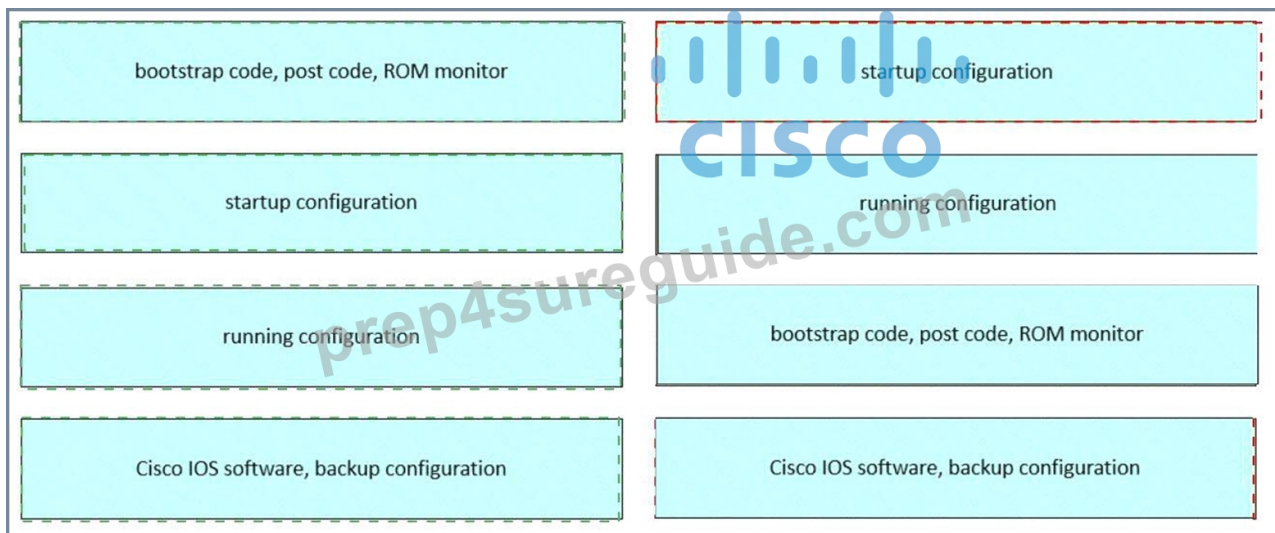 bootstrap code, post code, ROM monitor
startup configuration
startup configuration
running configuration
running configuration
bootstrap code, post code, ROM monitor
Cisco IOS software, backup configuration
Cisco IOS software, backup configuration
CISCO
prep4sureguide.com